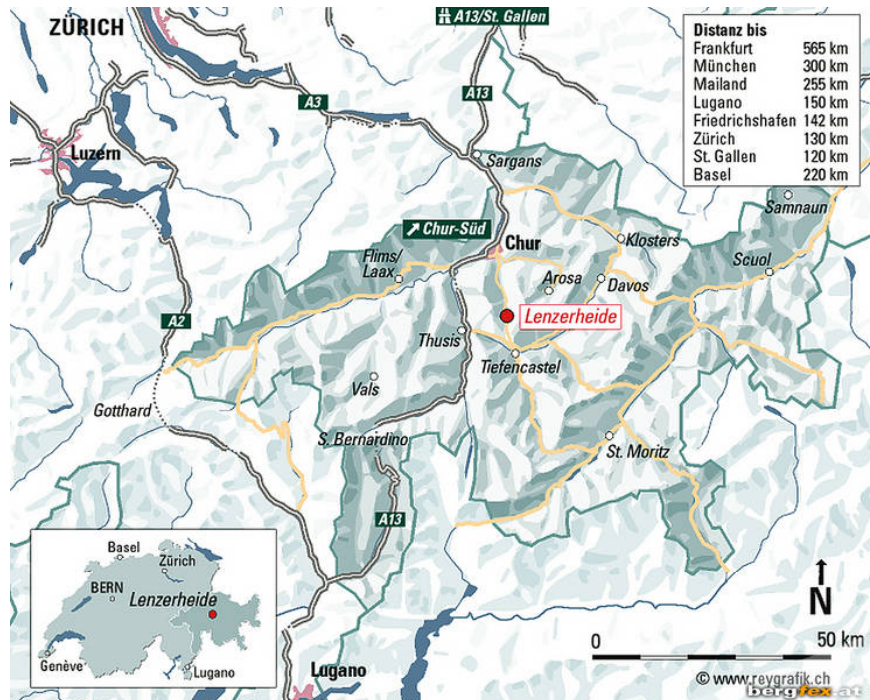 ZÜRICH
A13/St. Gallen
Distanz bis
Frankfurt 565 km
München 300 km
Mailand 255 km
Lugano 150 km
Friedrichshafen 142 km
Zürich 130 km
St. Gallen 120 km
Basel 220 km
A3
A13
Luzern
Sargans
Samnaun
Chur-Süd
Chur
Klosters
Flims/
Laax
Arosa
Davos
Scuol
Lenzerheide
A2
Thusis
Tiefencastel
Vals
Gotthard
S. Bernardino
St. Moritz
A13
Basel
Zürich
BERN
Lenzerheide
Genève
Lugano
Lugano
N
0 50 km
© www.reygrafik.ch
bergfex.at